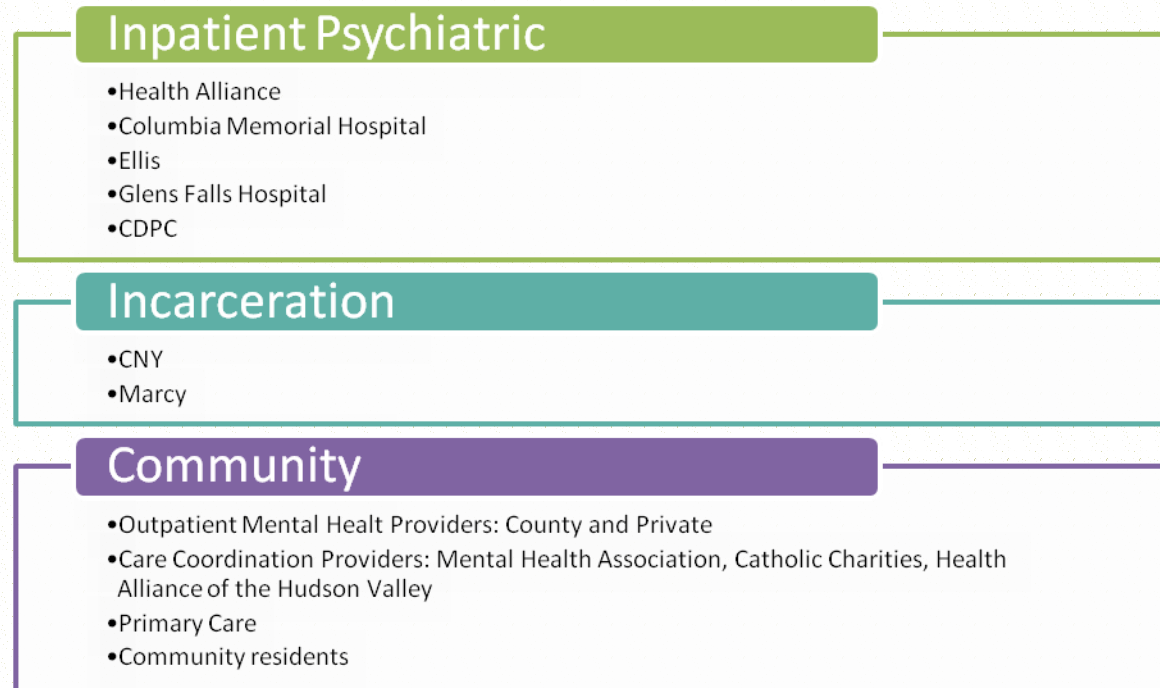 Inpatient Psychiatric
•Health Alliance
•Columbia Memorial Hospital
•Ellis
•Glens Falls Hospital
•CDPC
Incarceration
•CNY
•Marcy
Community
•Outpatient Mental Healt Providers: County and Private
•Care Coordination Providers: Mental Health Association, Catholic Charities, Health
Alliance of the Hudson Valley
•Primary Care
•Community residents